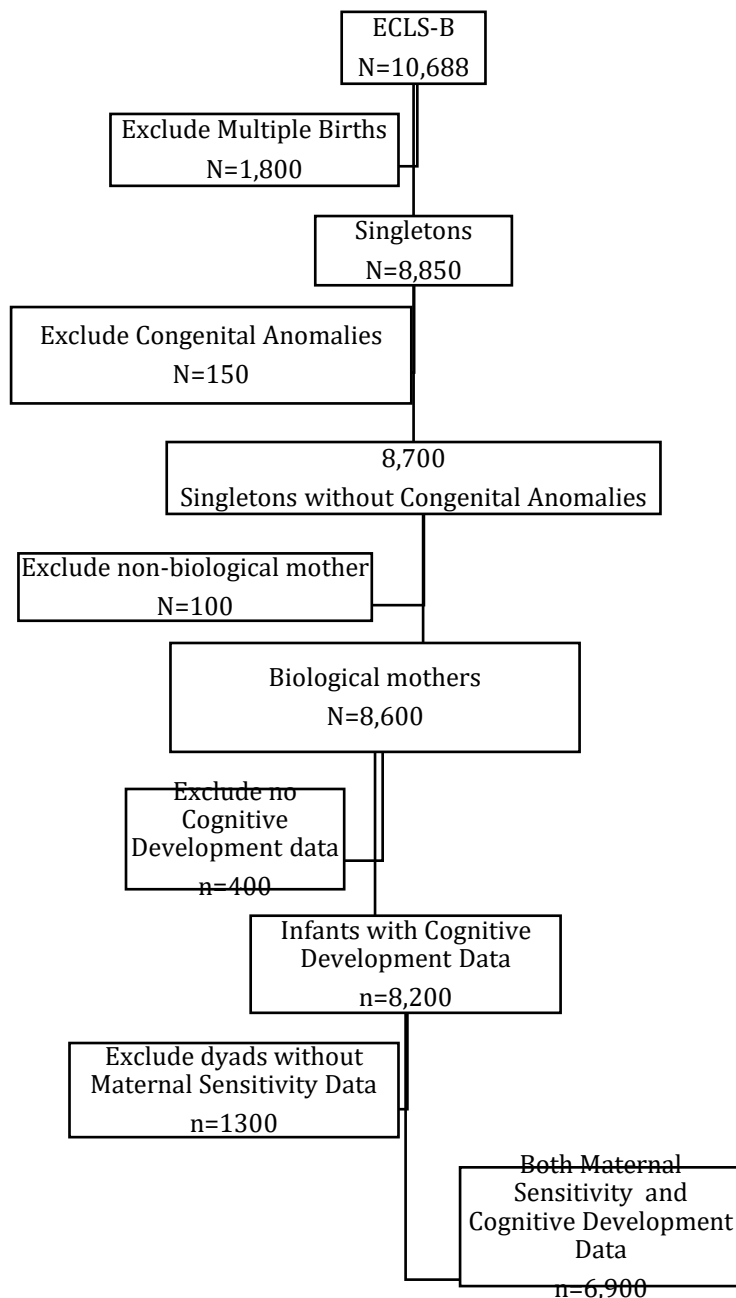 ECLS-B
N=10,688
Exclude Multiple Births
N=1,800
Singletons
N=8,850
Exclude Congenital Anomalies
N=150
8,700
Singletons without Congenital Anomalies
Exclude non-biological mother
N=100
Biological mothers
N=8,600
Exclude no
Cognitive
Development data
n=400
Infants with Cognitive
Development Data
n=8,200
Exclude dyads without
Maternal Sensitivity Data
n=1300
Both Maternal
Sensitivity and
Cognitive Development
Data
n=6,900